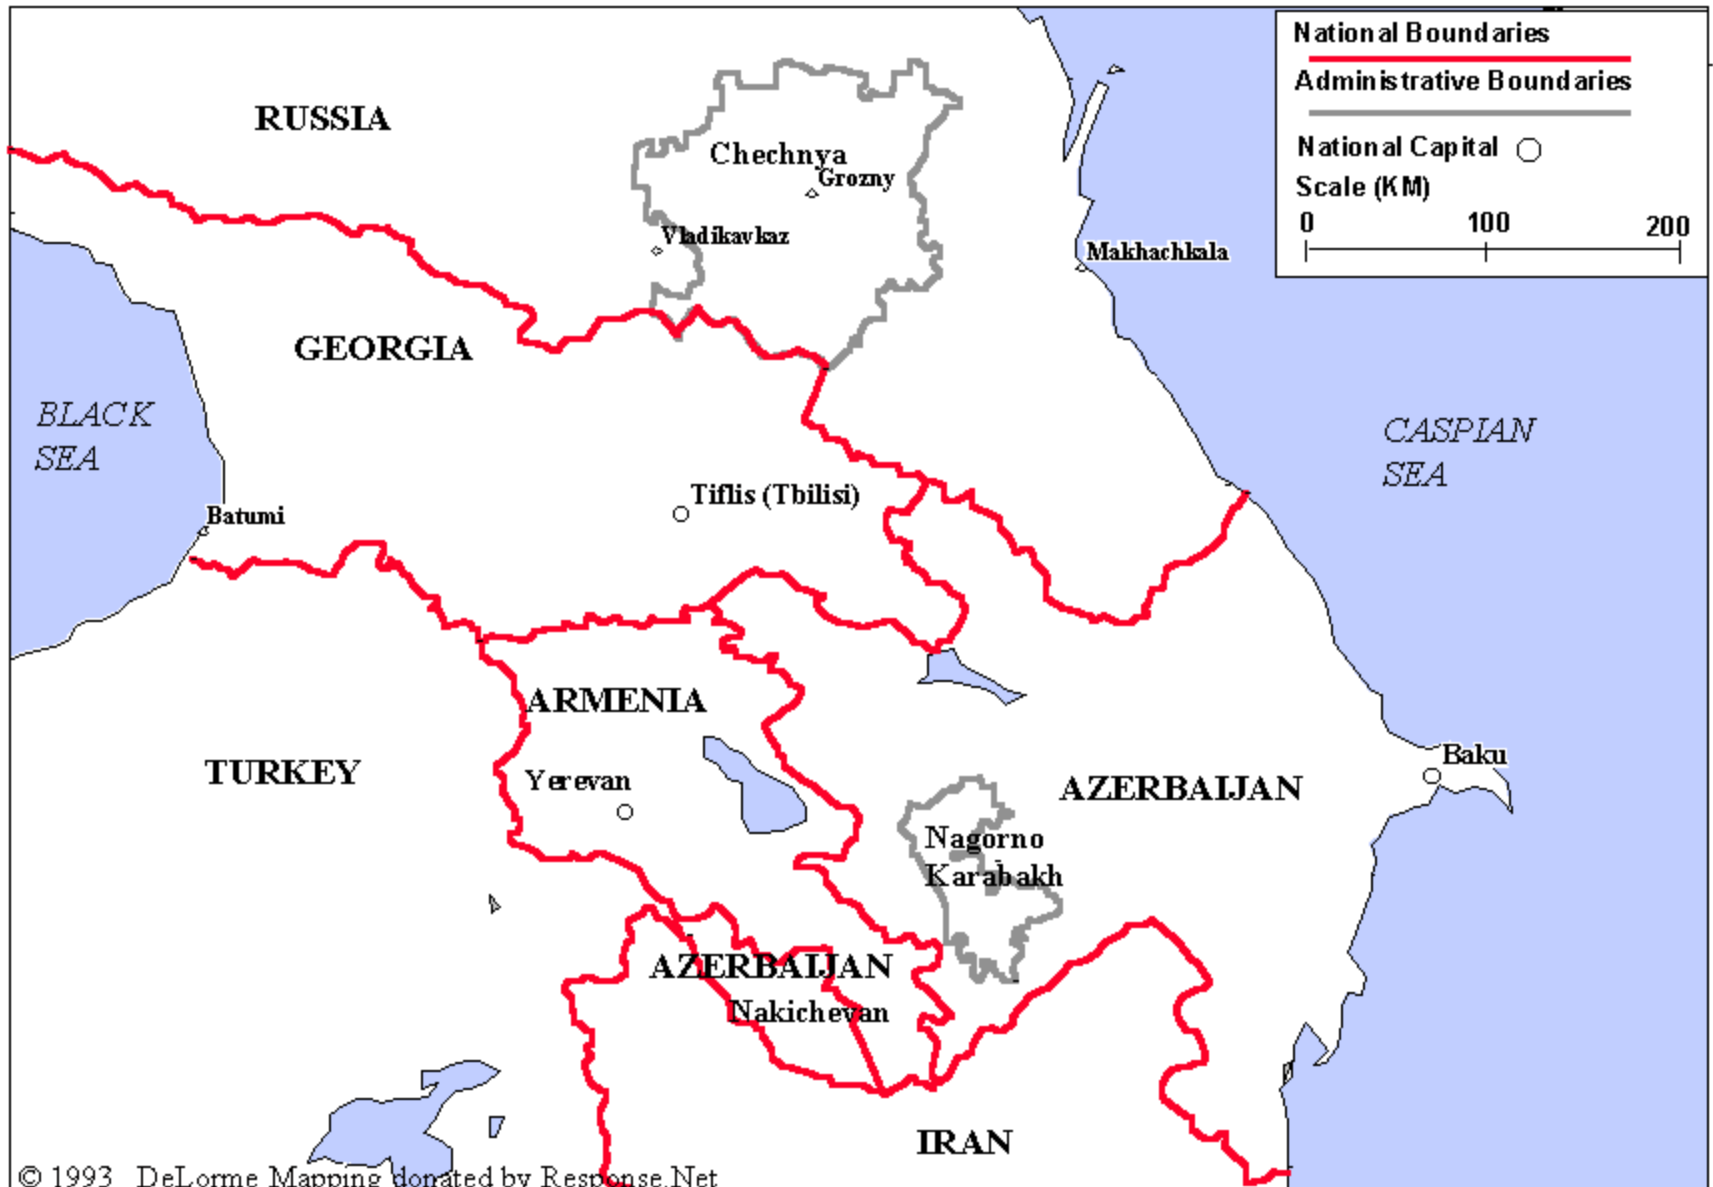 National Boundaries
Administrative Boundaries
National Capital
Scale (KM)
0 100 200
RUSSIA
Chechnya
Grozny
Vladikavkaz
Makhachkala
GEORGIA
BLACK
SEA
CASPIAN
SEA
Tiflis (Tbilisi)
Batumi
ARMENIA
TURKEY
Yerevan
Baku
AZERBAIJAN
Nagorno
Karabakh
AZERBAIJAN
Nakichevan
IRAN
© 1993 DeLorme Mapping donated by Response.Net